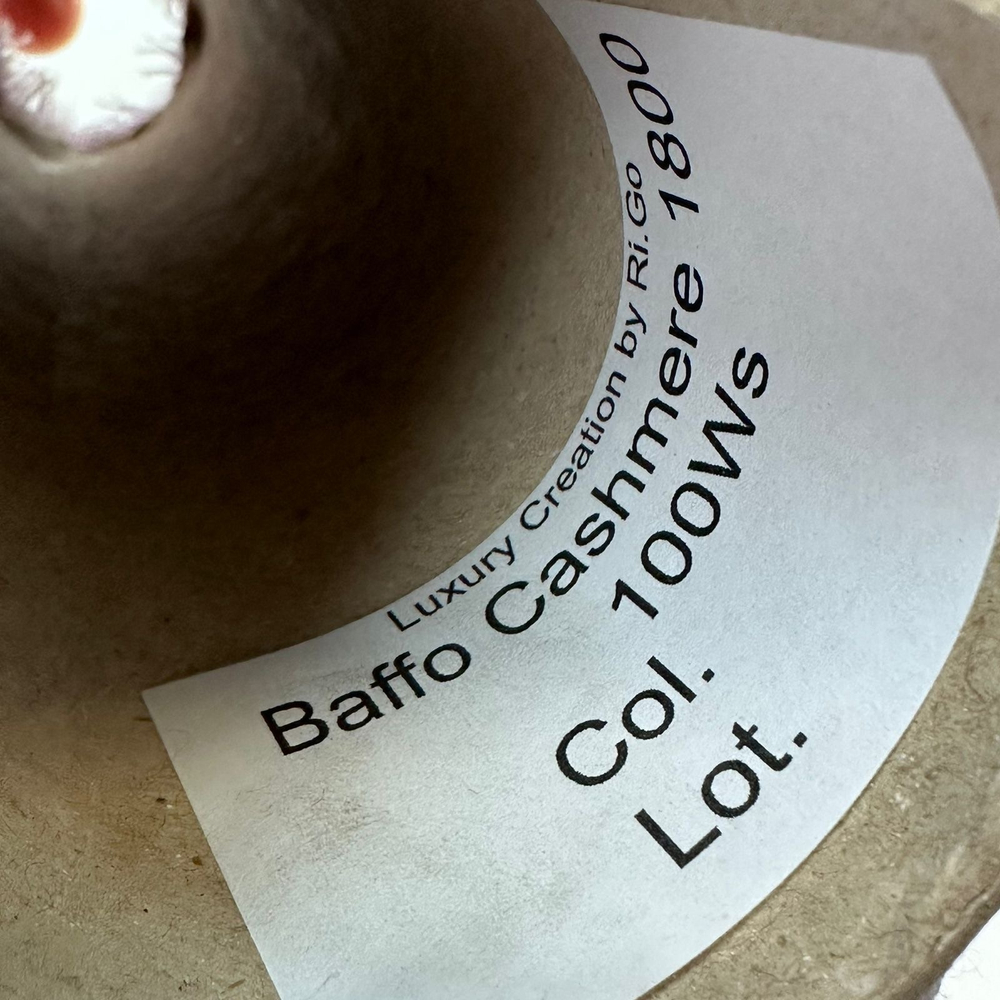 Luxury Creation by Ri.Go
Baffo Cashmere 1800
100Ws
Col.
Lot.